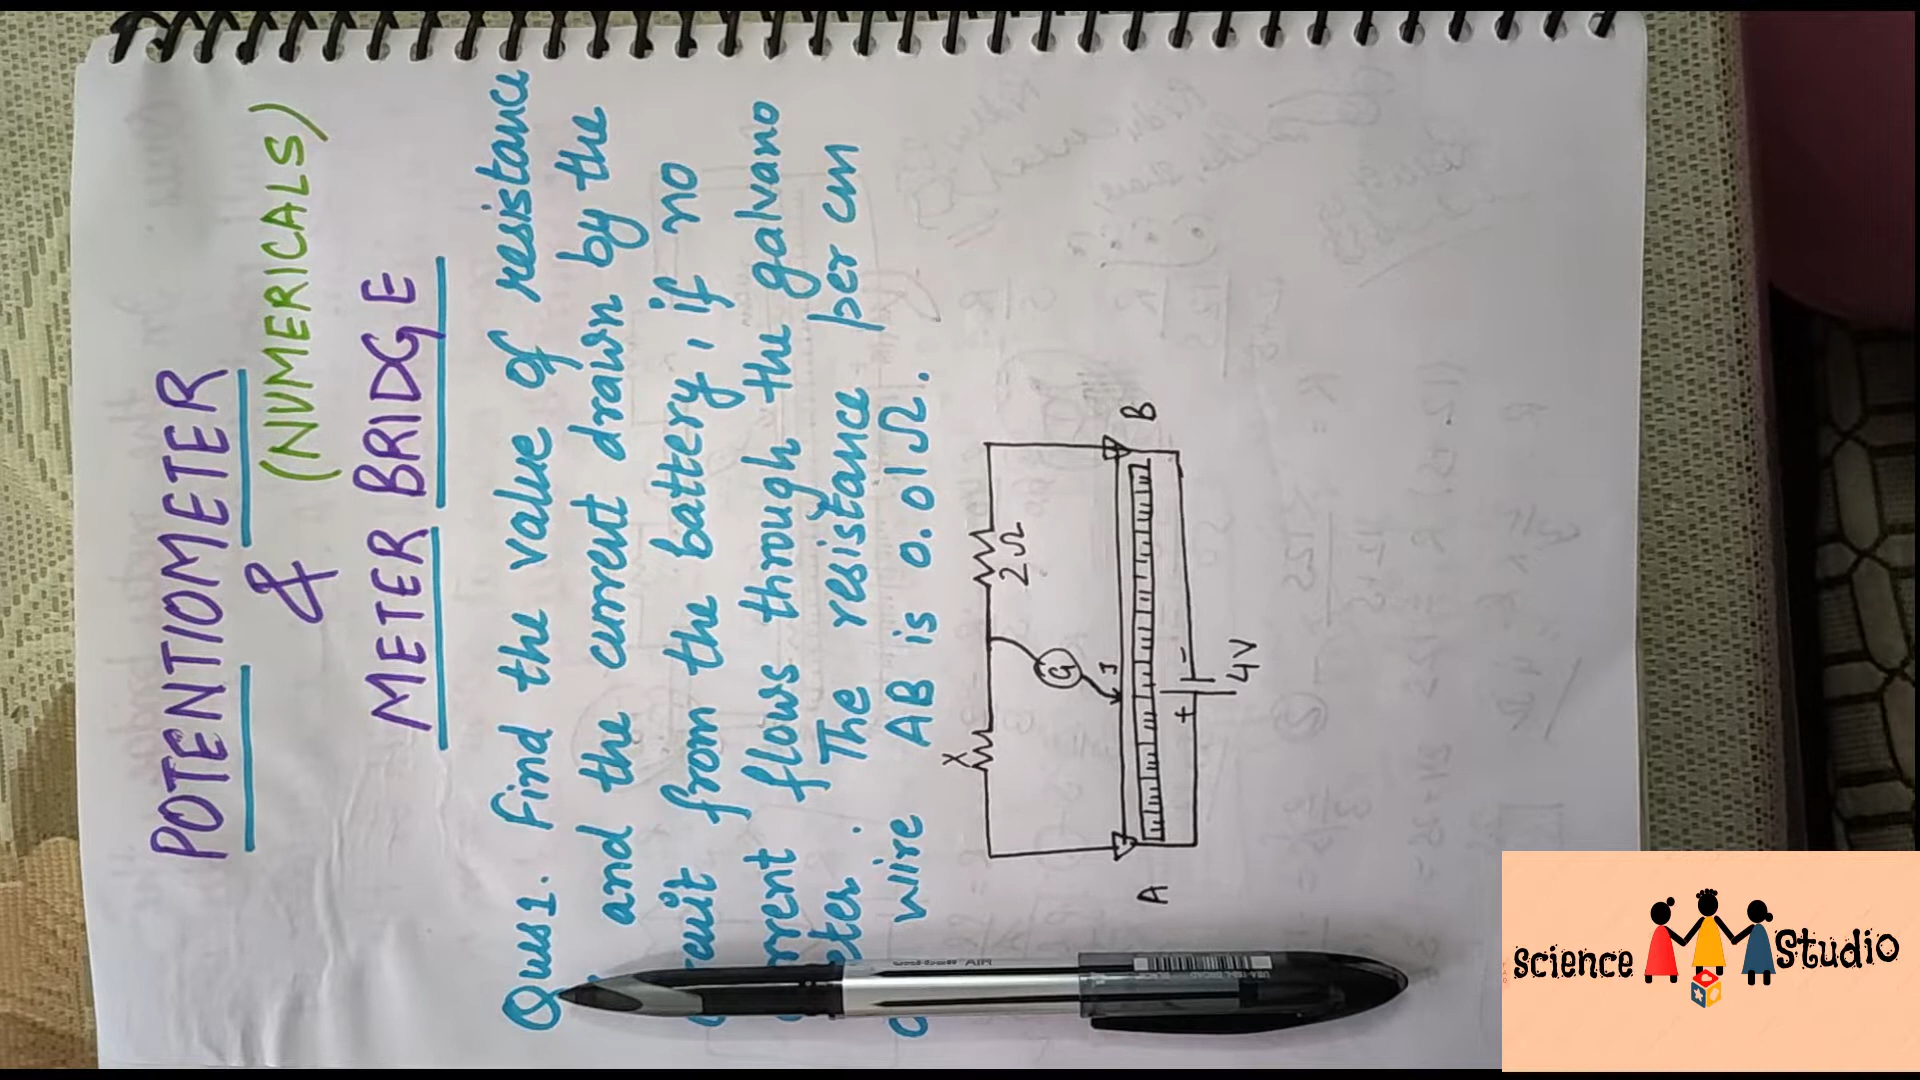 POTENTIOMETER
&
(NUMERICALS)
METER BRIDGE
Ques1. Find the value of resistance
and the current drawn by the
from the battery, if no
flows through the galvano
The resistance per cm
wire AB is 0.01Ω.
X
2Ω
G
J
A
B
+
-
4V
Science Studio